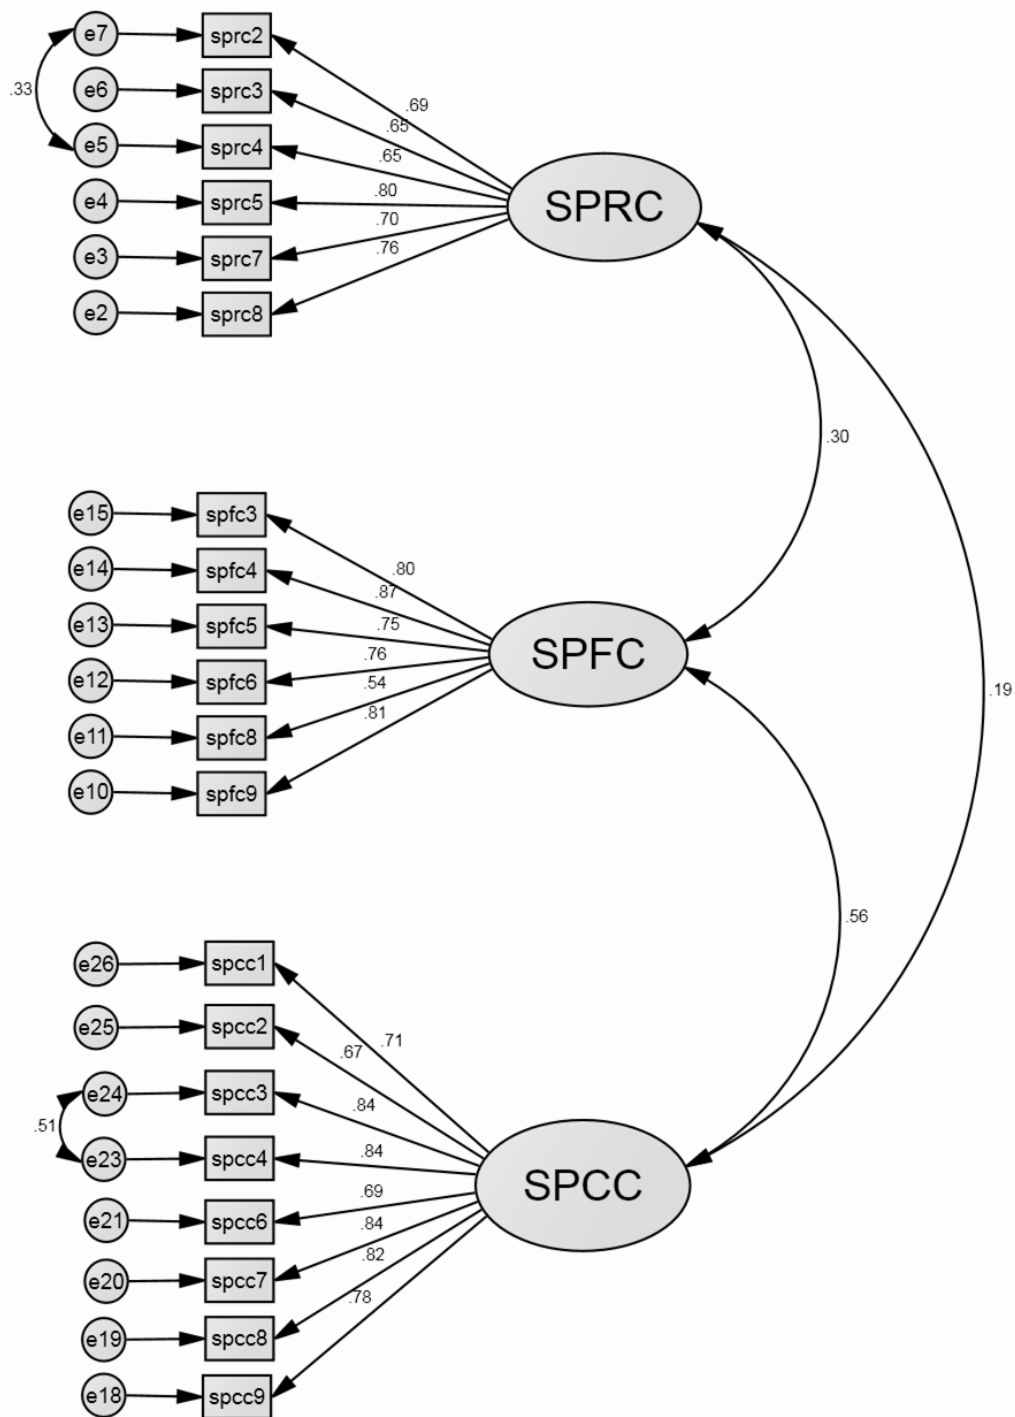 e7 sprc2
.69
.33 e6 sprc3
.65
e5 sprc4
.65
e4 sprc5
.80
SPRC
.70
e3 sprc7
.76
e2 sprc8
.30
e15 spfc3
.80
e14 spfc4
.87
e13 spfc5
.75
SPFC
e12 spfc6
.76
.54
e11 spfc8
.81
e10 spfc9
.19
.56
e26 spcc1
e25 spcc2
.71
.67
e24 spcc3
.84
.51
e23 spcc4
.84
SPCC
.69
e21 spcc6
.84
.82
e20 spcc7
.78
e19 spcc8
e18 spcc9